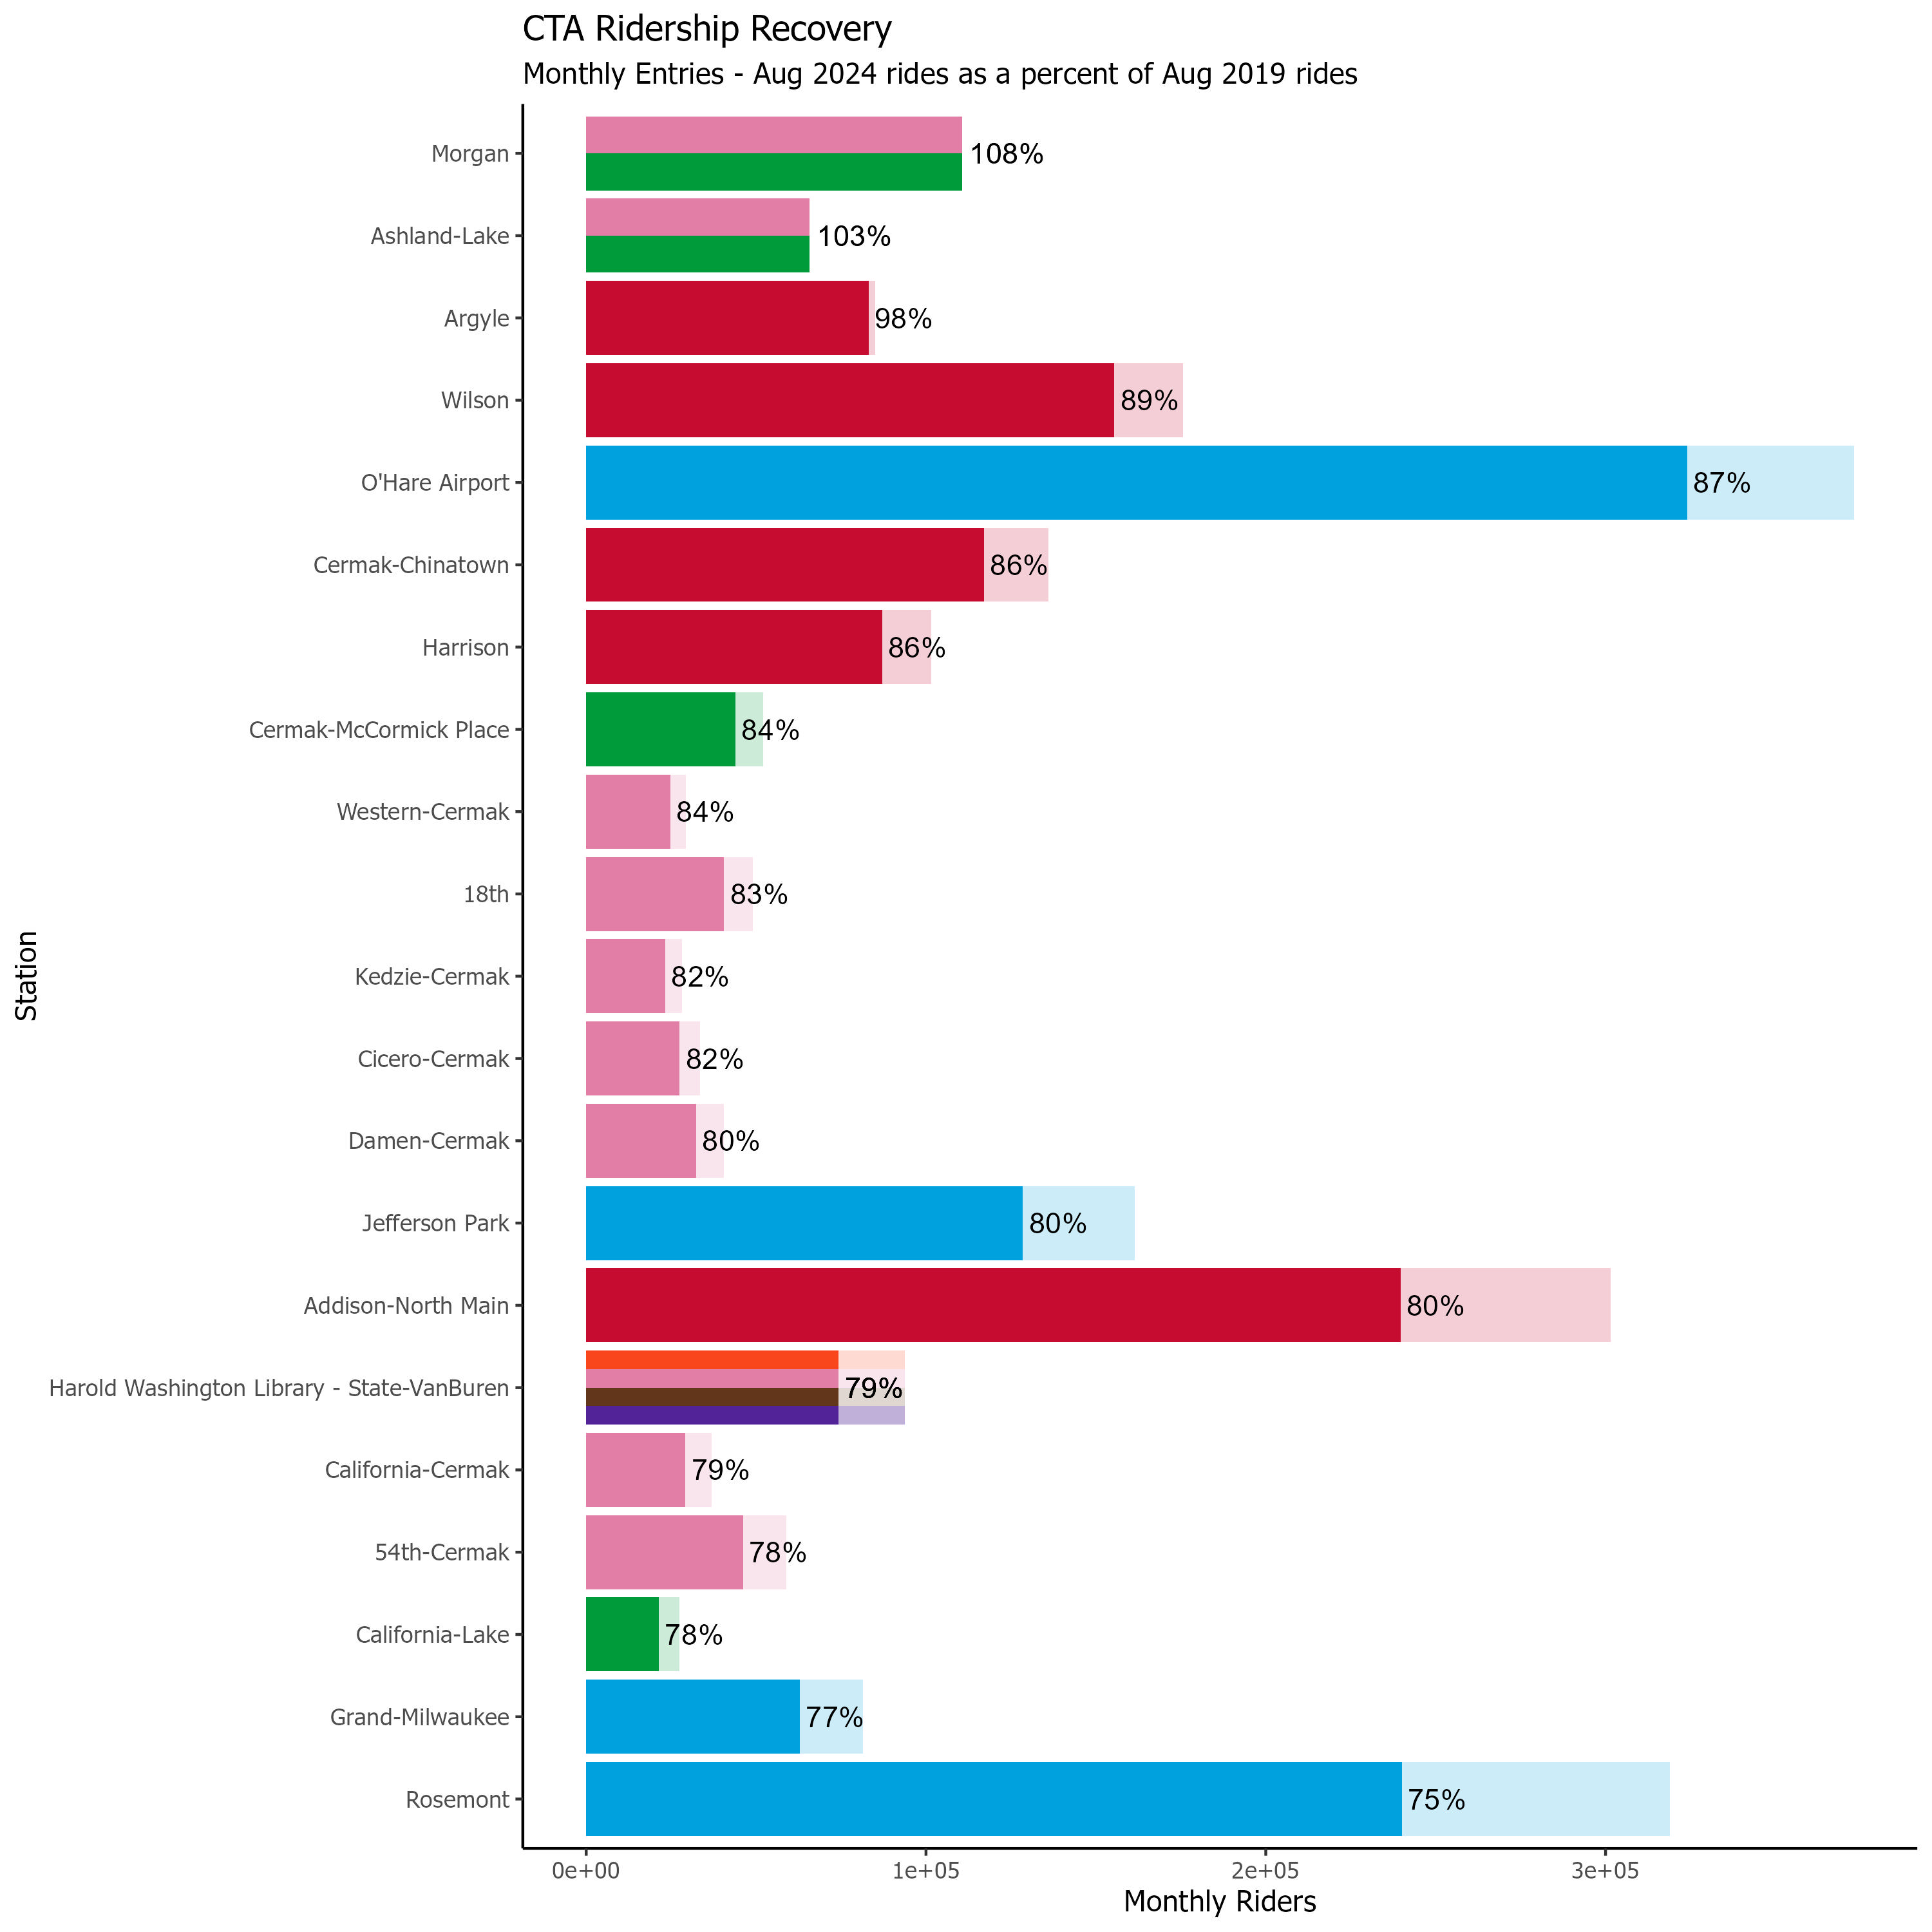 CTA Ridership Recovery
Monthly Entries - Aug 2024 rides as a percent of Aug 2019 rides
Morgan 108%
Ashland-Lake 103%
Argyle 98%
Wilson 89%
O'Hare Airport 87%
Cermak-Chinatown 86%
Harrison 86%
Cermak-McCormick Place 84%
Western-Cermak 84%
18th 83%
Kedzie-Cermak 82%
Cicero-Cermak 82%
Damen-Cermak 80%
Jefferson Park 80%
Addison-North Main 80%
Harold Washington Library - State-VanBuren 79%
California-Cermak 79%
54th-Cermak 78%
California-Lake 78%
Grand-Milwaukee 77%
Rosemont 75%
Station
0e+00 1e+05 2e+05 3e+05
Monthly Riders